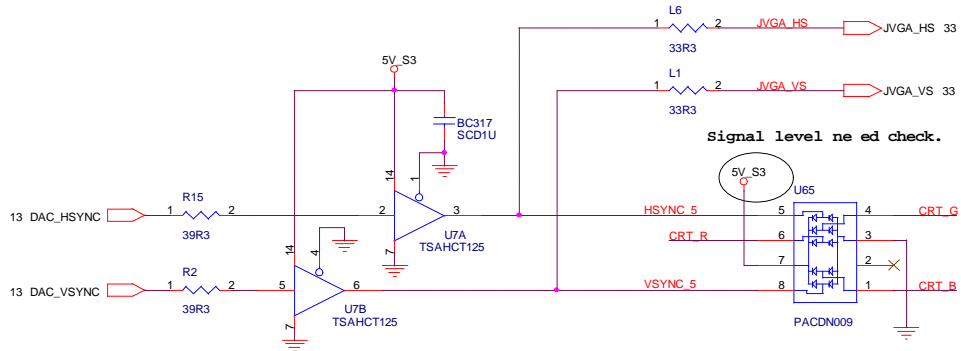 L6
1 2 JVGA_HS JVGA_HS 33
33R3
5V_S3
L1
1 2 JVGA_VS JVGA_VS 33
33R3
BC317
SCD1U
Signal level ne ed check.
5V_S3
U65
14 1
R15
13 DAC_HSYNC 1 2 2 3 HSYNC_5 5 4 CRT_G
39R3
U7A
TSAHCT125
CRT_R 6 3
14 4 7
7 2
R2
13 DAC_VSYNC 1 2 5 6 VSYNC_5 8 1 CRT_B
39R3
U7B
TSAHCT125
7
PACDN009